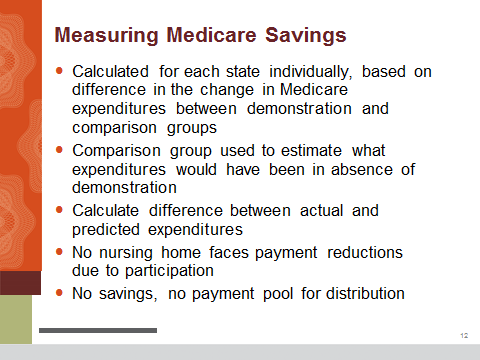 Measuring Medicare Savings
• Calculated for each state individually, based on
difference in the change in Medicare
expenditures between demonstration and
comparison groups
• Comparison group used to estimate what
expenditures would have been in absence of
demonstration
• Calculate difference between actual and
predicted expenditures
• No nursing home faces payment reductions
due to participation
• No savings, no payment pool for distribution
12